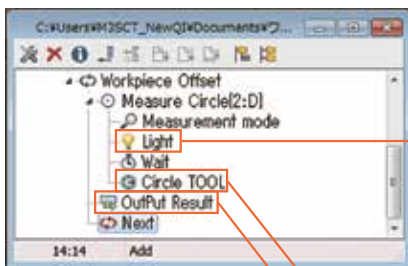 C:¥Users¥M3SCT_NewQI¥Documents¥ワ...
Workpiece Offset
Measure Circle[2:D]
Measurement mode
Light
Wait
Circle TOOL
OutPut Result
Next
14:14 Add